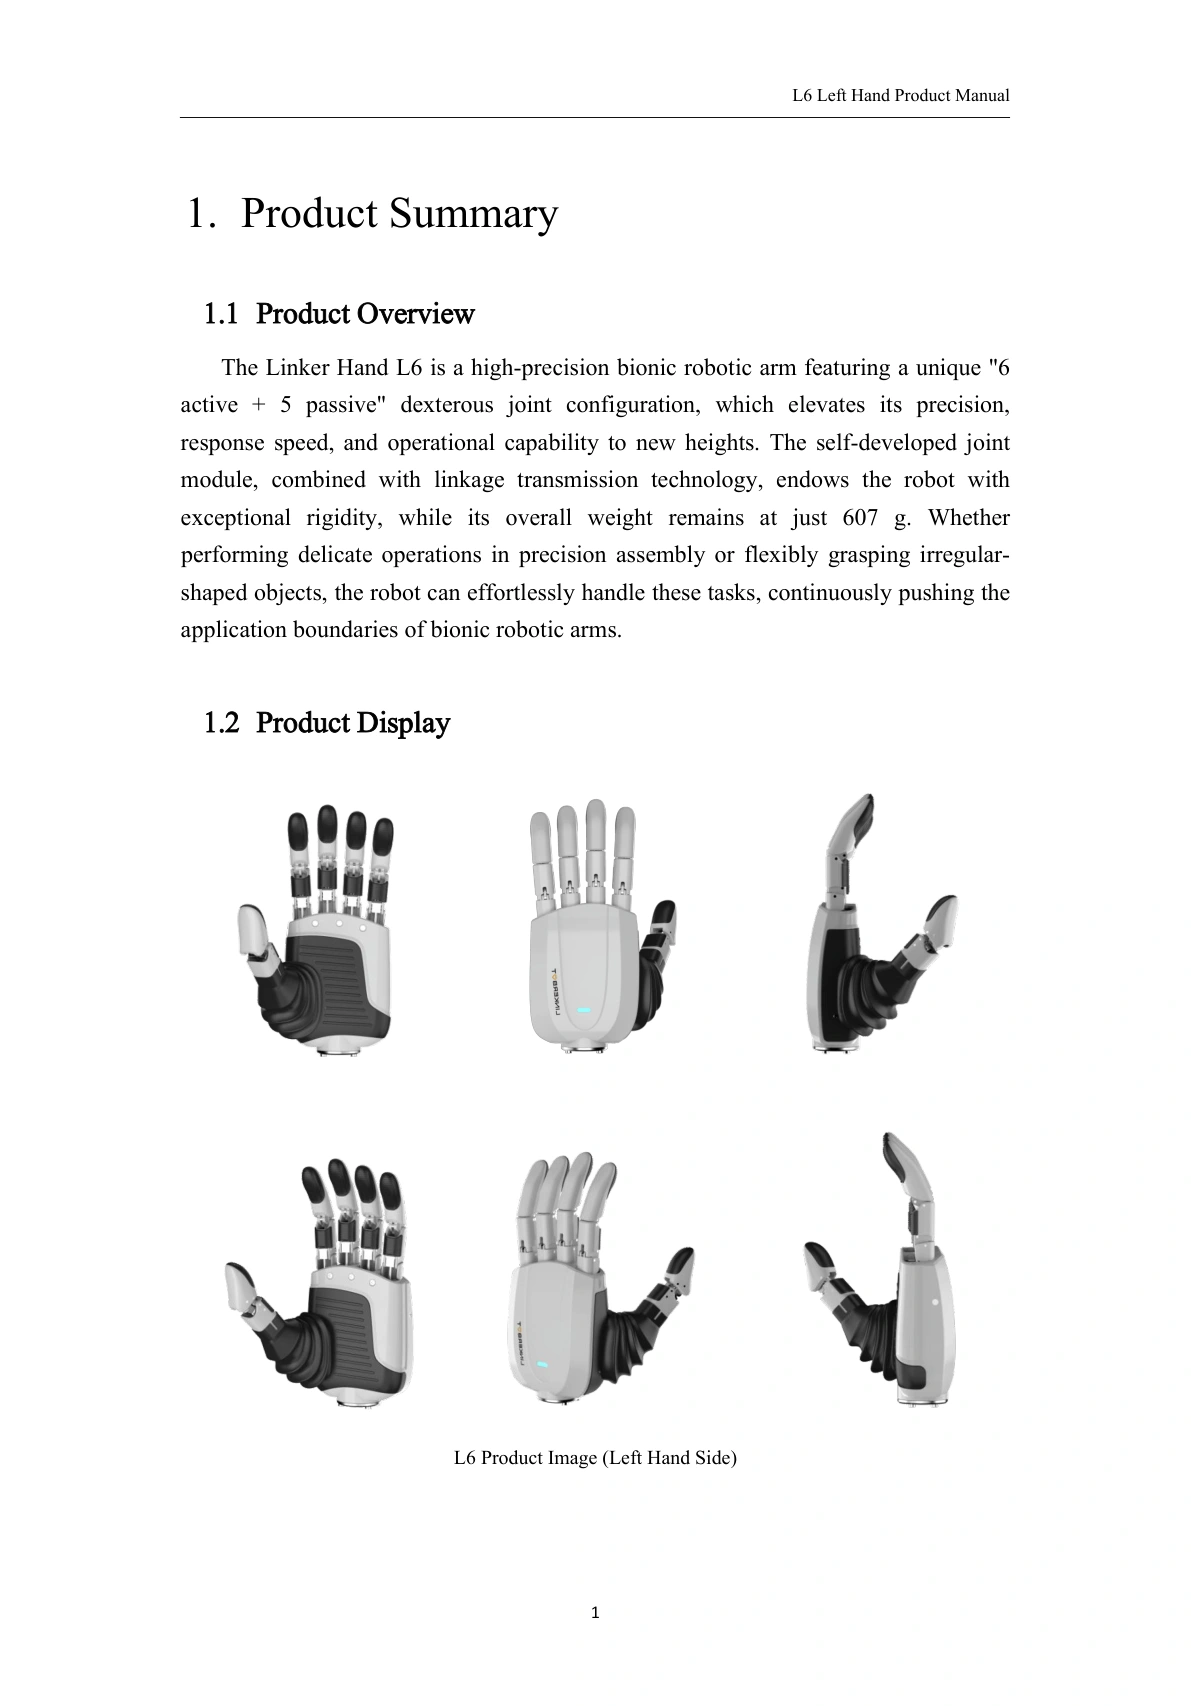 L6 Left Hand Product Manual
1. Product Summary
1.1 Product Overview
The Linker Hand L6 is a high-precision bionic robotic arm featuring a unique "6
active + 5 passive" dexterous joint configuration, which elevates its precision,
response speed, and operational capability to new heights. The self-developed joint
module, combined with linkage transmission technology, endows the robot with
exceptional rigidity, while its overall weight remains at just 607 g. Whether
performing delicate operations in precision assembly or flexibly grasping irregular-
shaped objects, the robot can effortlessly handle these tasks, continuously pushing the
application boundaries of bionic robotic arms.
1.2 Product Display
L6 Product Image (Left Hand Side)
1